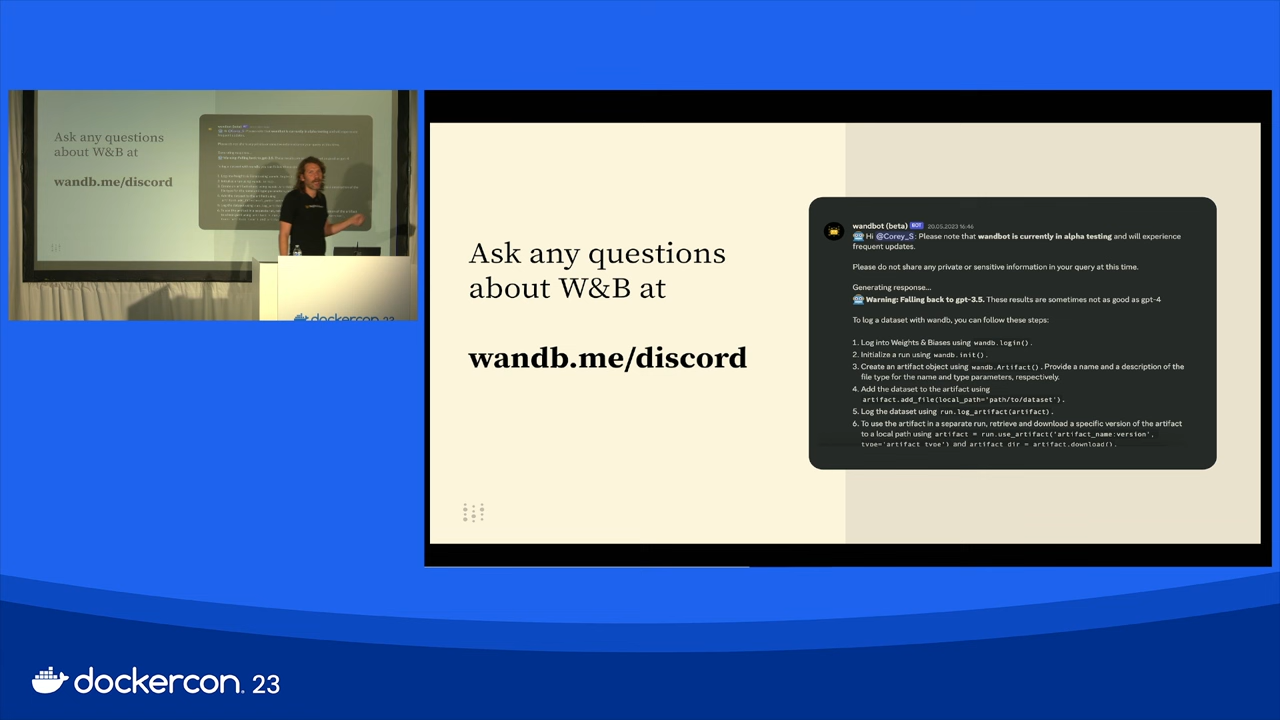 Ask any questions
about W&B at
wandb.me/discord
dockercon 23
Ask any questions
about W&B at
wandb.me/discord
wandbot (beta) BOT 20.05.2023 16:46
Hi @Corey_S: Please note that wandbot is currently in alpha testing and will experience
frequent updates.
Please do not share any private or sensitive information in your query at this time.
Generating response...
Warning: Falling back to gpt-3.5. These results are sometimes not as good as gpt-4
To log a dataset with wandb, you can follow these steps:
1. Log into Weights & Biases using wandb.login().
2. Initialize a run using wandb.init().
3. Create an artifact object using wandb.Artifact(). Provide a name and a description of the
file type for the name and type parameters, respectively.
4. Add the dataset to the artifact using
artifact.add_file(local_path='path/to/dataset').
5. Log the dataset using run.log_artifact(artifact).
6. To use the artifact in a separate run, retrieve and download a specific version of the artifact
to a local path using artifact = run.use_artifact('artifact_name:version',
type='artifact_type') and artifact_dir = artifact.download().
dockercon. 23